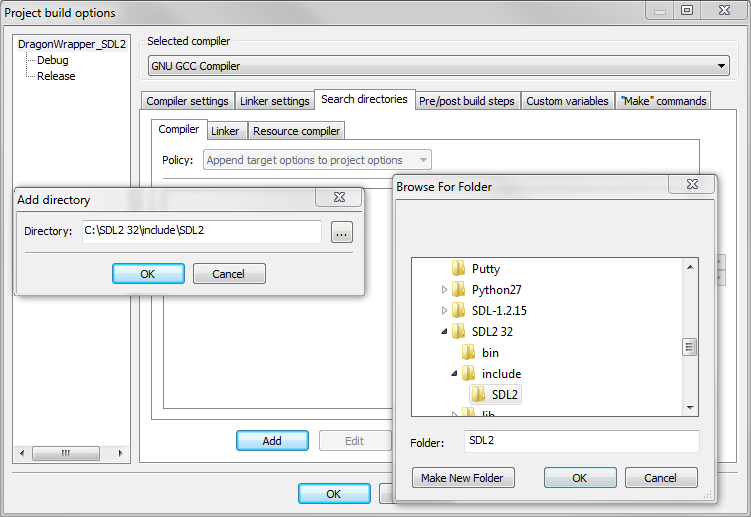 Project build options
DragonWrapper_SDL2
Debug
Release
Selected compiler
GNU GCC Compiler
Compiler settings Linker settings Search directories Pre/post build steps Custom variables "Make" commands
Compiler Linker Resource compiler
Policy: Append target options to project options
Add directory
Directory: C:\SDL2 32\include\SDL2 ...
OK Cancel
Browse For Folder
Putty
Python27
SDL-1.2.15
SDL2 32
bin
include
SDL2
lib
Folder: SDL2
Make New Folder OK Cancel
Add Edit
OK